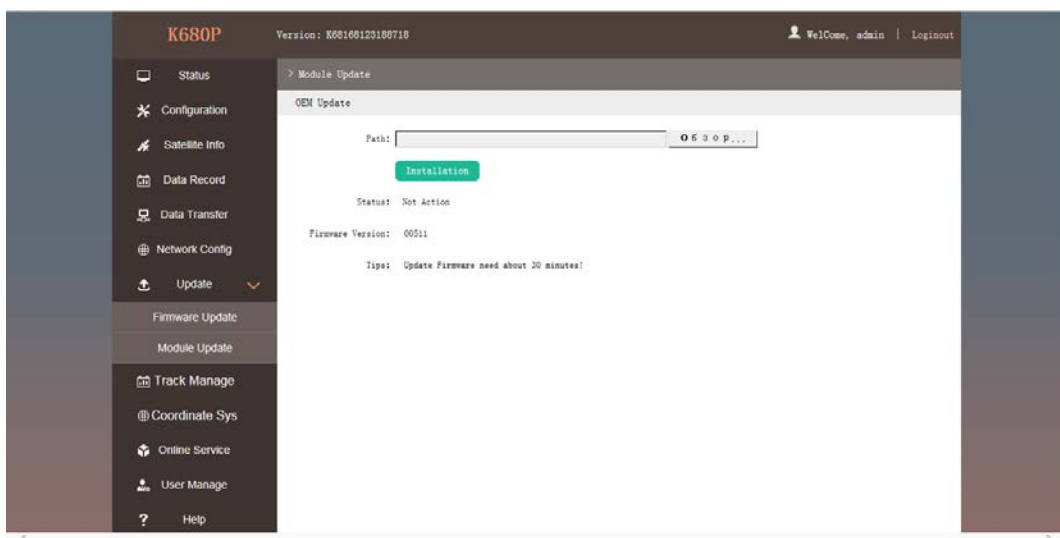 K680P
Version: K68168123188718
WelCome, admin | Loginout
Status
Configuration
Satellite Info
Data Record
Data Transfer
Network Config
Update
Firmware Update
Module Update
Track Manage
Coordinate Sys
Online Service
User Manage
Help
> Module Update
OEM Update
Path:
Обзор...
Installation
Status: Not Action
Firmware Version: 00511
Tips: Update Firmware need about 30 minutes!